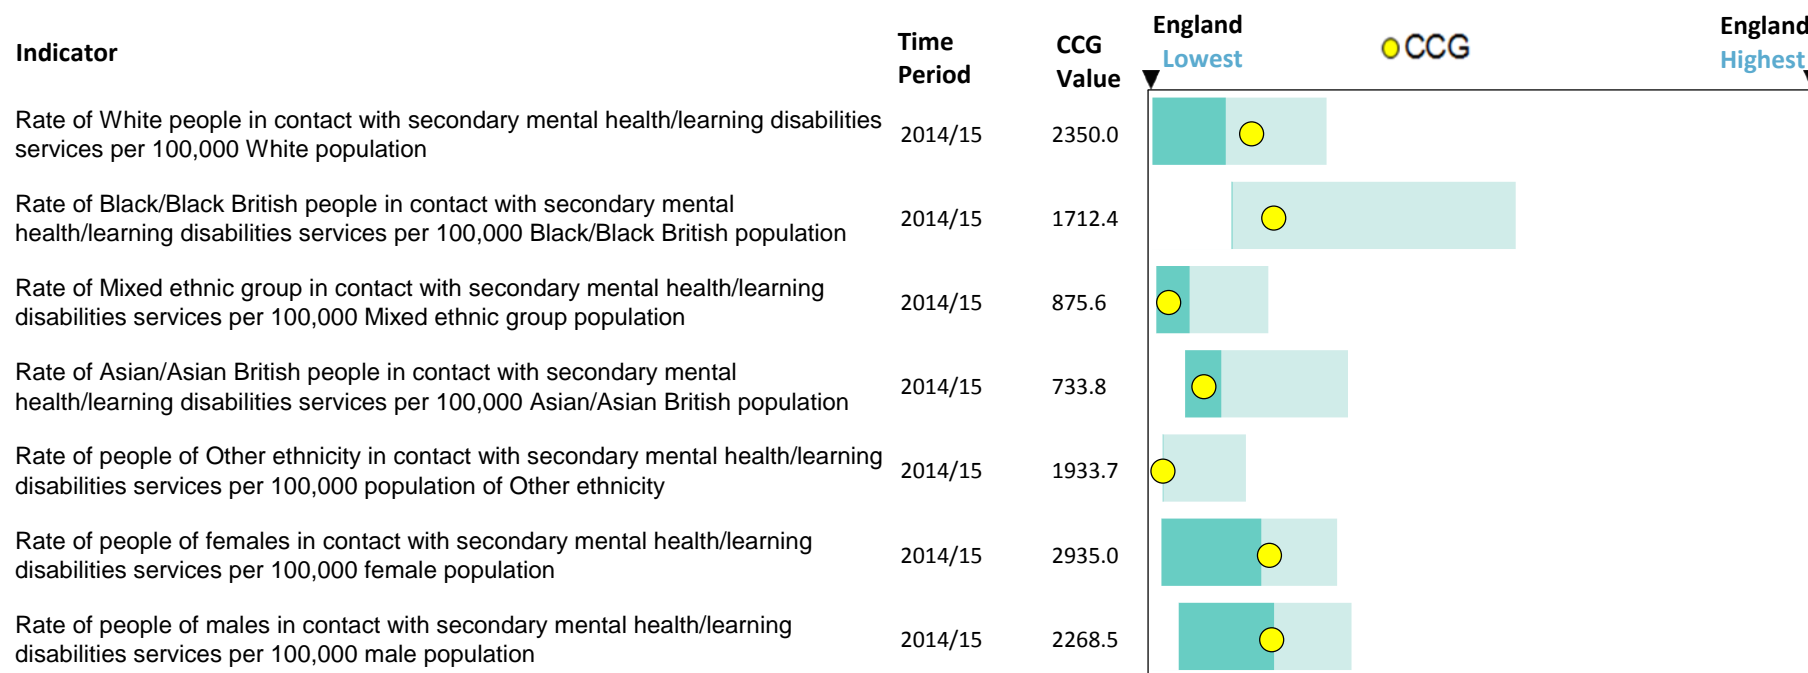 Indicator
Time
Period
CCG
Value
England
Lowest
CCG
England
Highest
Rate of White people in contact with secondary mental health/learning disabilities
services per 100,000 White population
2014/15
2350.0
Rate of Black/Black British people in contact with secondary mental
health/learning disabilities services per 100,000 Black/Black British population
2014/15
1712.4
Rate of Mixed ethnic group in contact with secondary mental health/learning
disabilities services per 100,000 Mixed ethnic group population
2014/15
875.6
Rate of Asian/Asian British people in contact with secondary mental
health/learning disabilities services per 100,000 Asian/Asian British population
2014/15
733.8
Rate of people of Other ethnicity in contact with secondary mental health/learning
disabilities services per 100,000 population of Other ethnicity
2014/15
1933.7
Rate of people of females in contact with secondary mental health/learning
disabilities services per 100,000 female population
2014/15
2935.0
Rate of people of males in contact with secondary mental health/learning
disabilities services per 100,000 male population
2014/15
2268.5